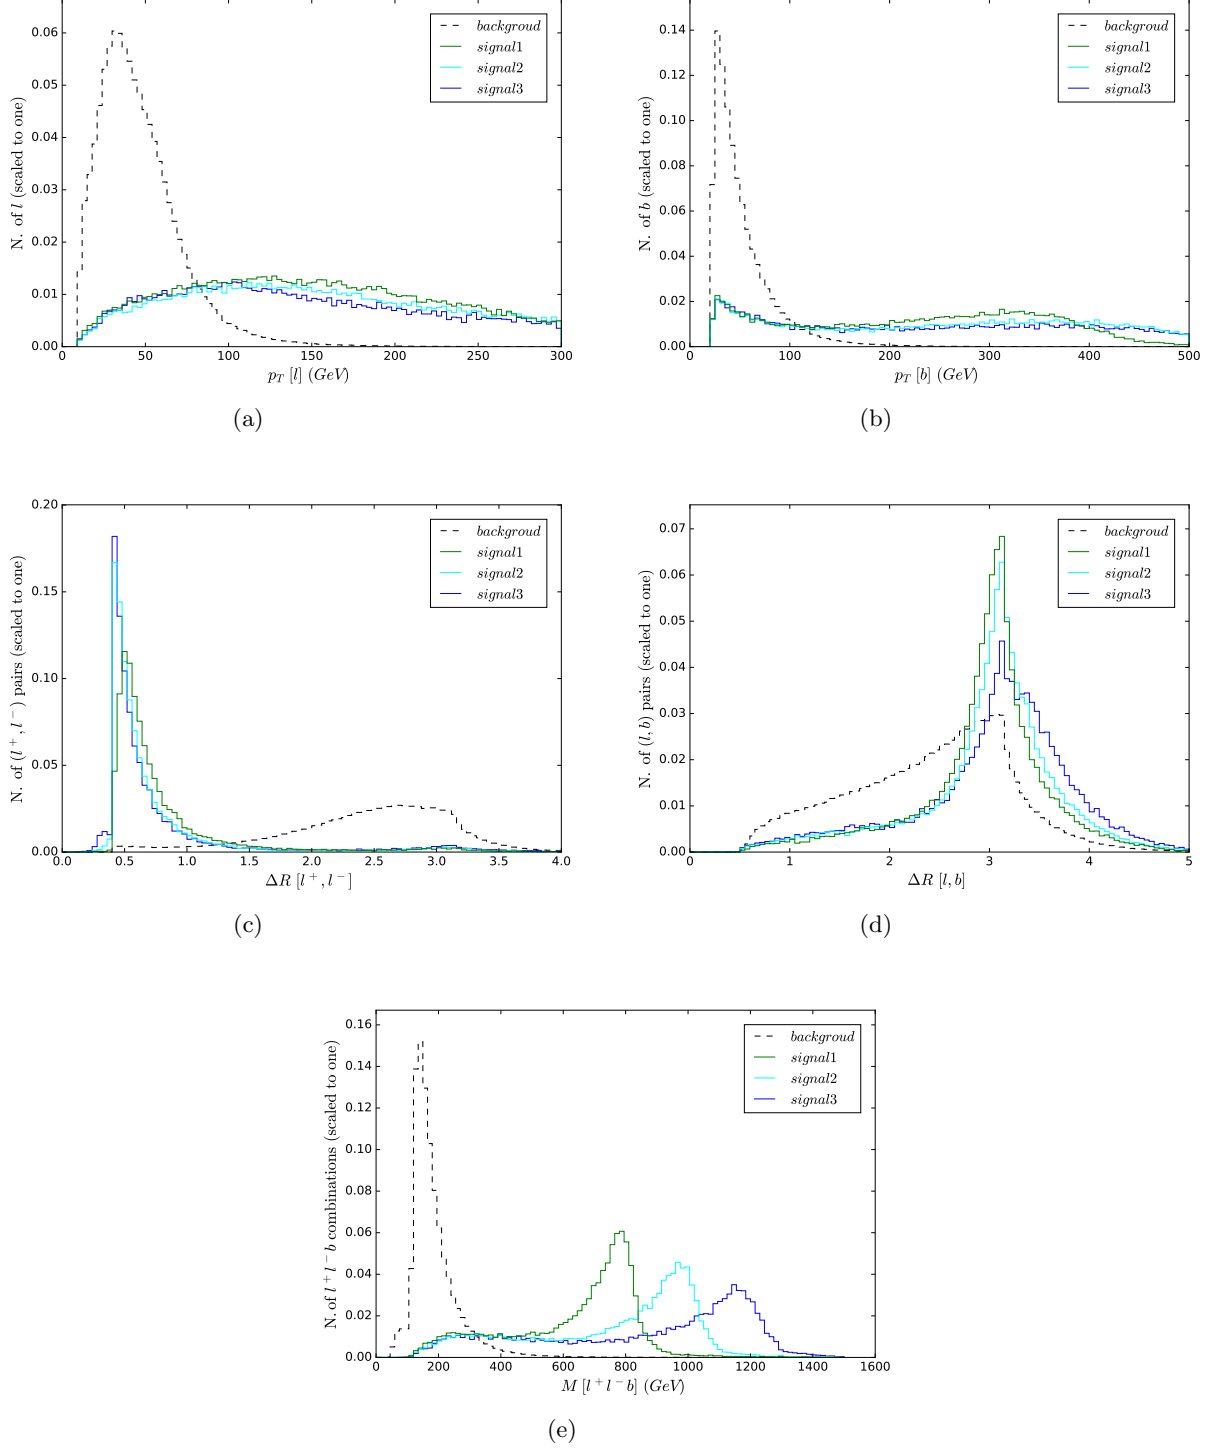 N. of l (scaled to one)
0.06
0.05
0.04
0.03
0.02
0.01
0.00
0 50 100 150 200 250 300
p_T [l] (GeV)
backgroud
signal1
signal2
signal3
(a)
N. of b (scaled to one)
0.14
0.12
0.10
0.08
0.06
0.04
0.02
0.00
0 100 200 300 400 500
p_T [b] (GeV)
backgroud
signal1
signal2
signal3
(b)
N. of (l⁺, l⁻) pairs (scaled to one)
0.20
0.15
0.10
0.05
0.00
0.0 0.5 1.0 1.5 2.0 2.5 3.0 3.5 4.0
ΔR [l⁺, l⁻]
backgroud
signal1
signal2
signal3
(c)
N. of (l, b) pairs (scaled to one)
0.07
0.06
0.05
0.04
0.03
0.02
0.01
0.00
0 1 2 3 4 5
ΔR [l, b]
backgroud
signal1
signal2
signal3
(d)
N. of l⁺ l⁻ b combinations (scaled to one)
0.16
0.14
0.12
0.10
0.08
0.06
0.04
0.02
0.00
0 200 400 600 800 1000 1200 1400 1600
M [l⁺ l⁻ b] (GeV)
backgroud
signal1
signal2
signal3
(e)